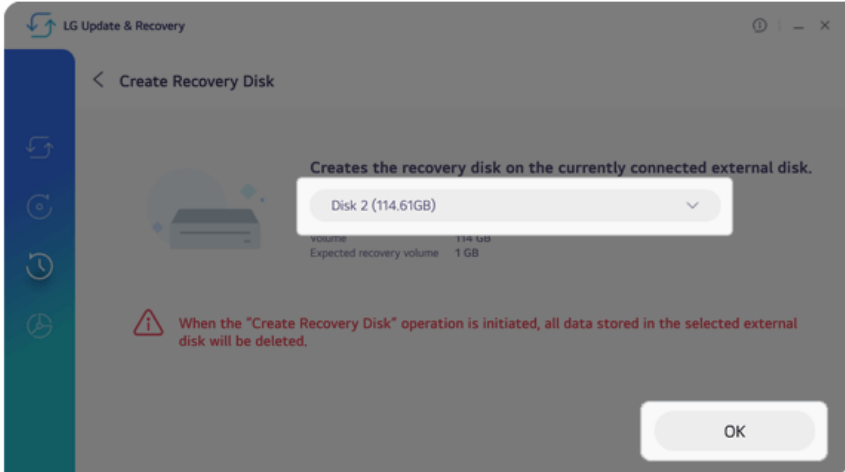 LG Update & Recovery
Create Recovery Disk
Creates the recovery disk on the currently connected external disk.
Disk 2 (114.61GB)
Volume 114 GB
Expected recovery volume 1 GB
When the "Create Recovery Disk" operation is initiated, all data stored in the selected external
disk will be deleted.
OK